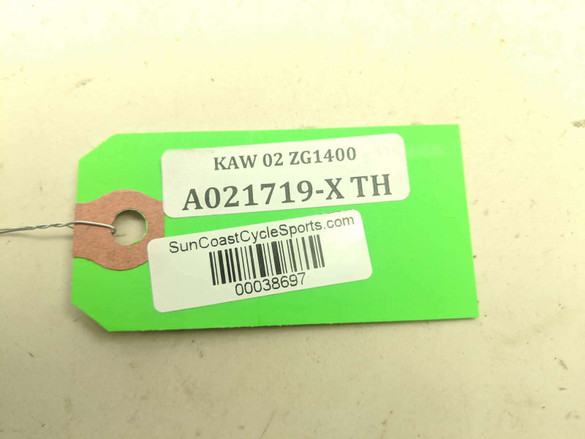 KAW 02 ZG1400
A021719-X TH
SunCoastCycleSports.com
00038697